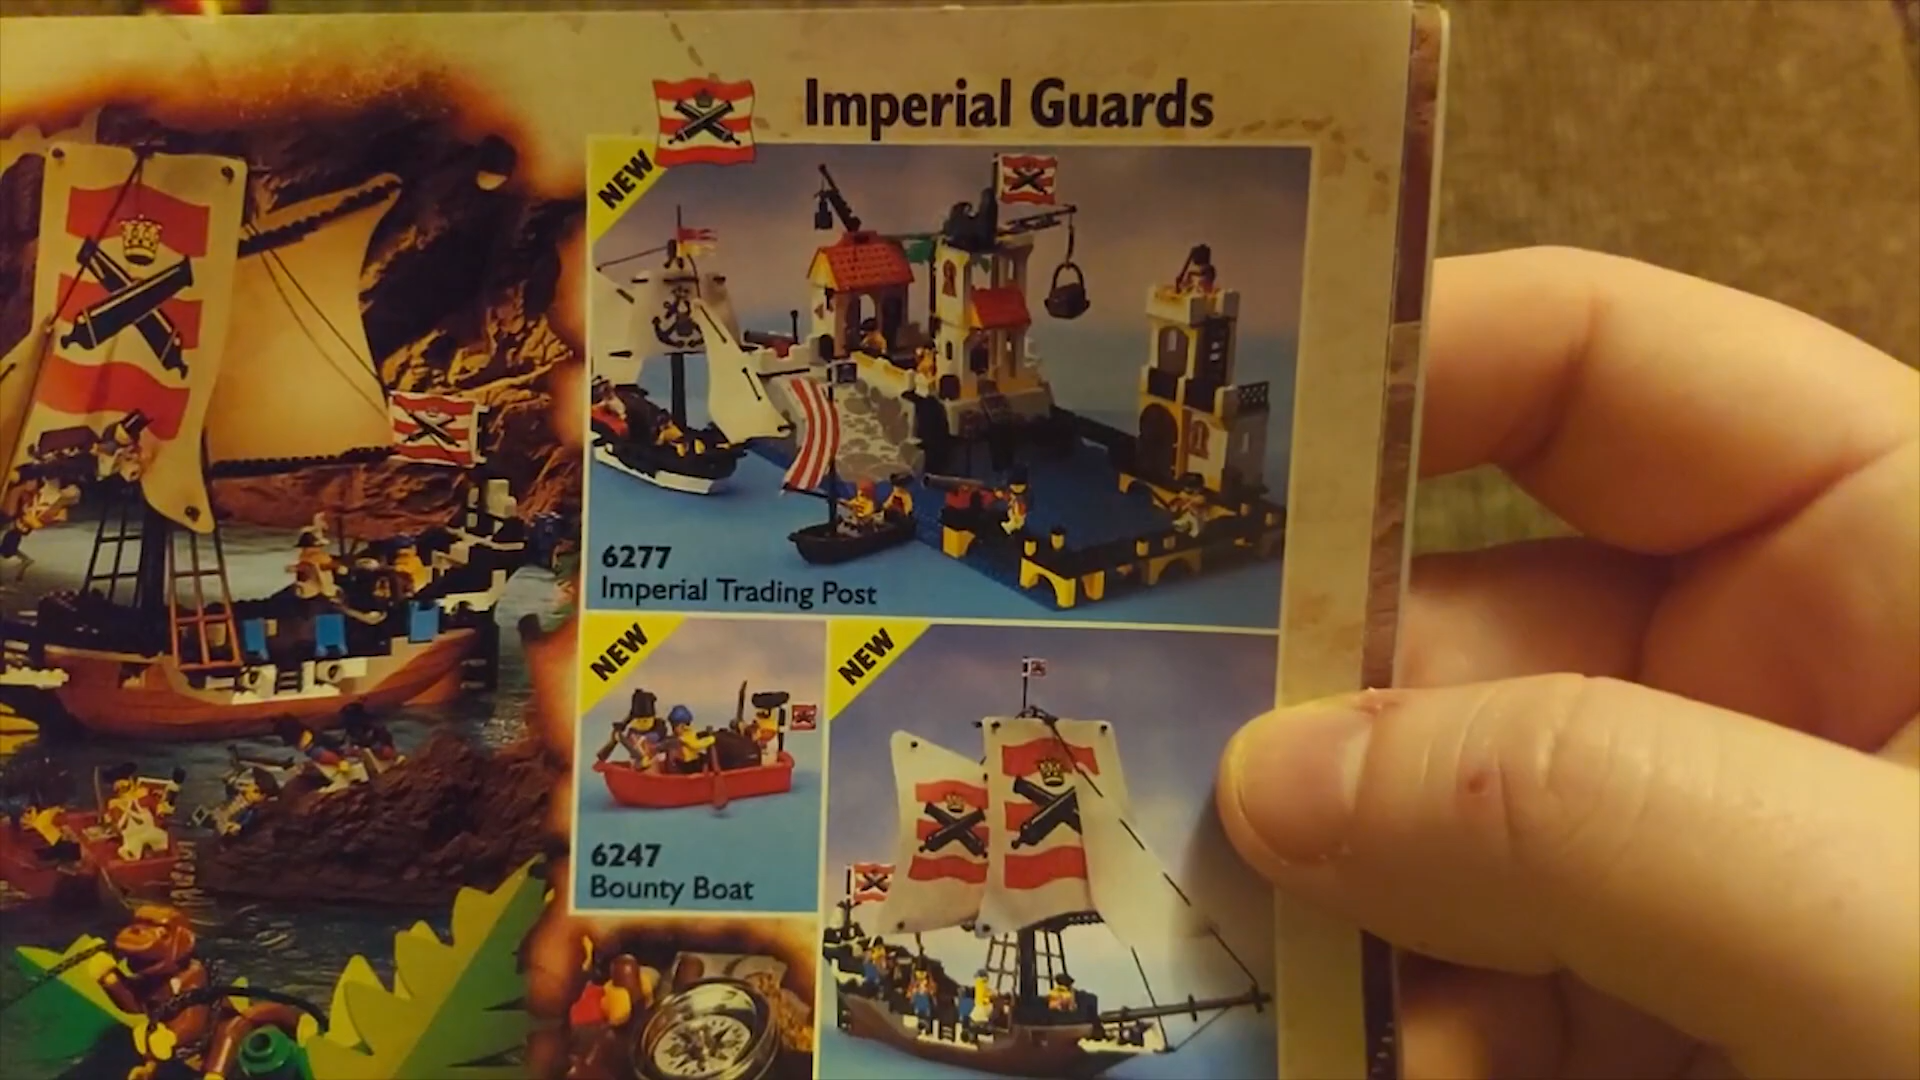 Imperial Guards
NEW
6277
Imperial Trading Post
NEW
6247
Bounty Boat
NEW